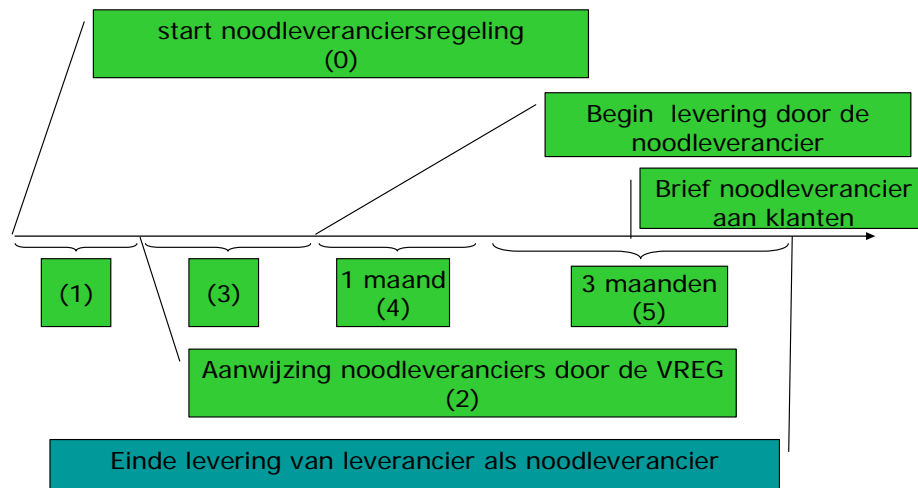 start noodleveranciersregeling
(0)
Begin levering door de
noodleverancier
Brief noodleverancier
aan klanten
(1)
(3)
1 maand
(4)
3 maanden
(5)
Aanwijzing noodleveranciers door de VREG
(2)
Einde levering van leverancier als noodleverancier